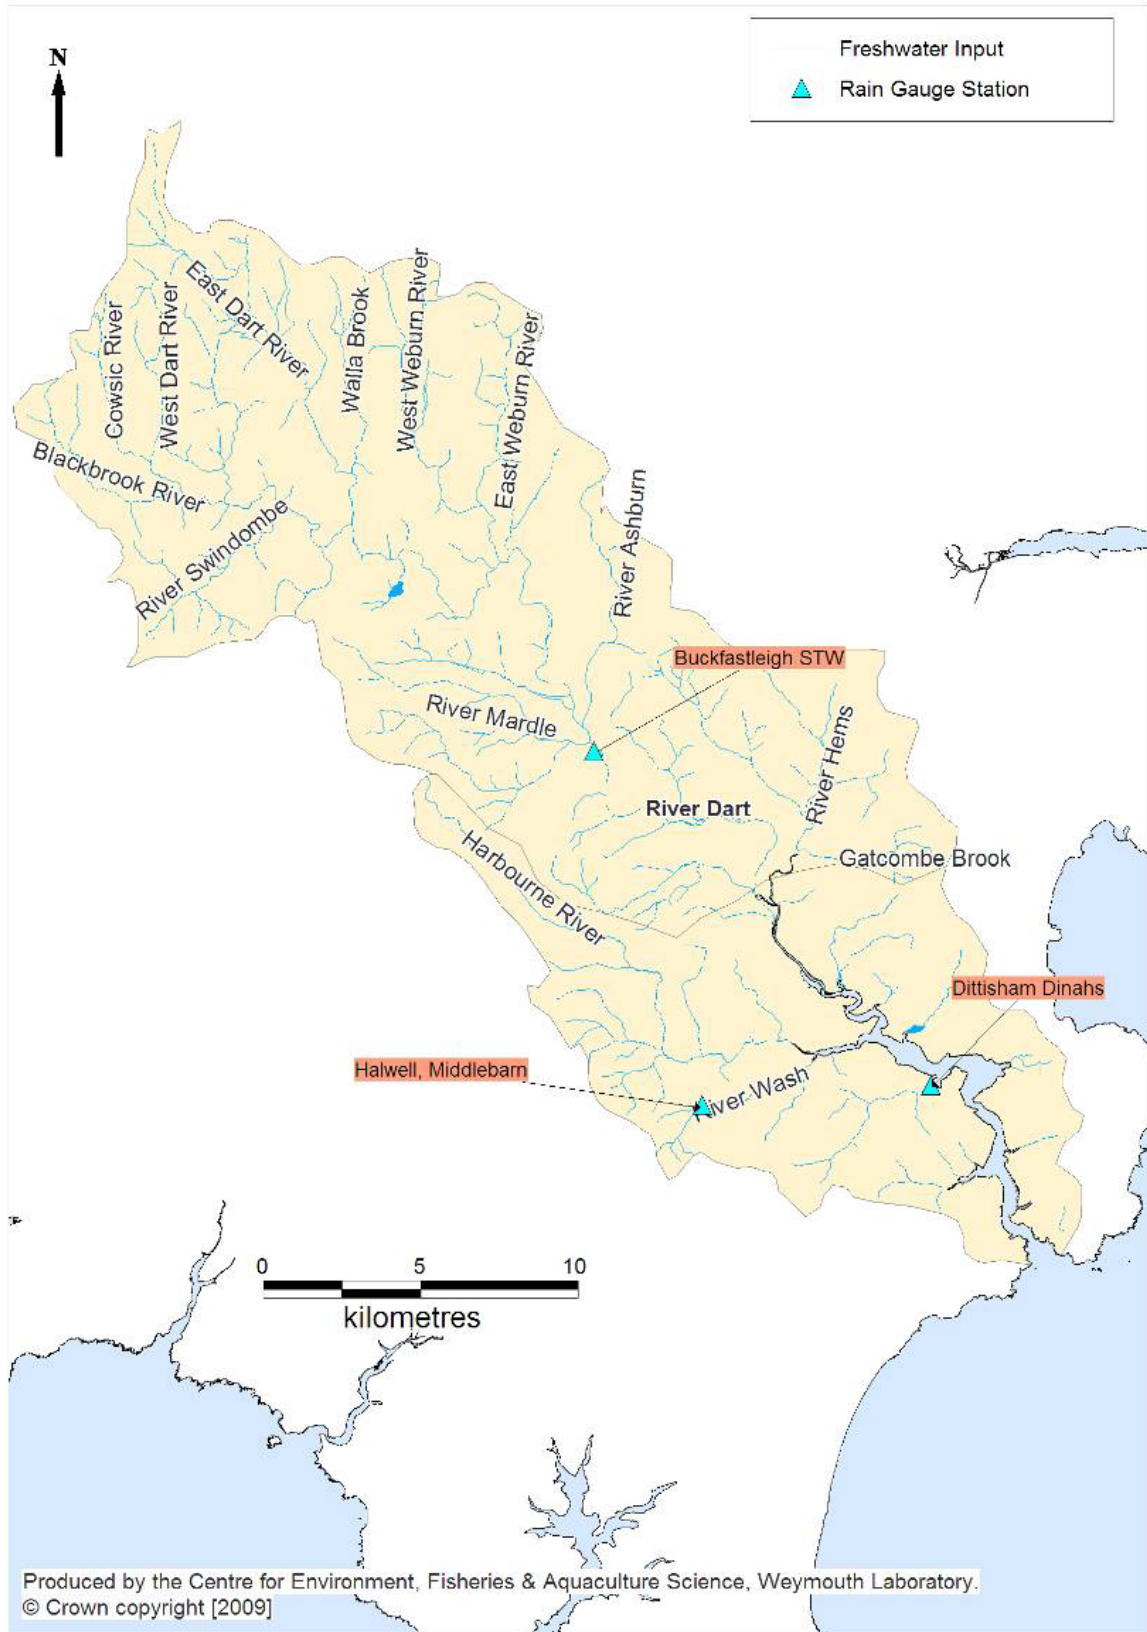 N
Freshwater Input
Rain Gauge Station
East Dart River
Cowsic River
West Dart River
Walla Brook
West Weburn River
East Weburn River
Blackbrook River
River Swindombe
River Ashburn
Buckfastleigh STW
River Mardle
River Hems
River Dart
Harbourne River
Gatcombe Brook
Dittisham Dinahs
Halwell, Middlebarn
River Wash
0 5 10
kilometres
Produced by the Centre for Environment, Fisheries & Aquaculture Science, Weymouth Laboratory.
© Crown copyright [2009]